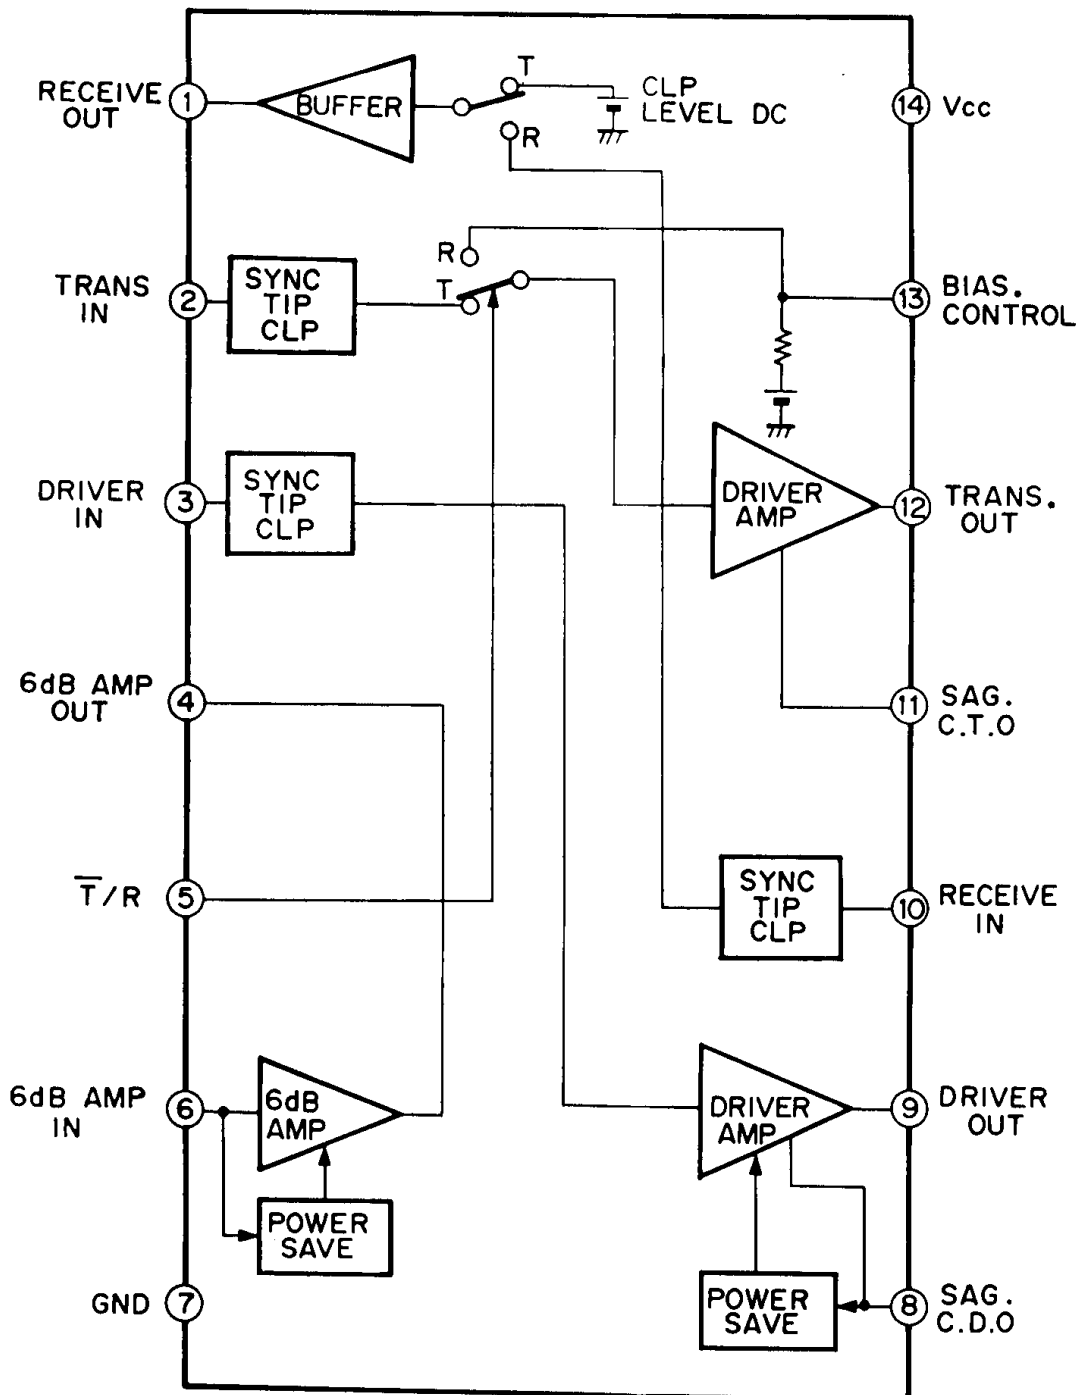 RECEIVE
OUT
1
BUFFER
T
R
CLP
LEVEL DC
14
Vcc
TRANS
IN
2
SYNC
TIP
CLP
R
T
13
BIAS.
CONTROL
DRIVER
IN
3
SYNC
TIP
CLP
DRIVER
AMP
12
TRANS.
OUT
6dB AMP
OUT
4
11
SAG.
C.T.O
T̅/R
5
SYNC
TIP
CLP
10
RECEIVE
IN
6dB AMP
IN
6
6dB
AMP
POWER
SAVE
DRIVER
AMP
9
DRIVER
OUT
GND
7
POWER
SAVE
8
SAG.
C.D.O